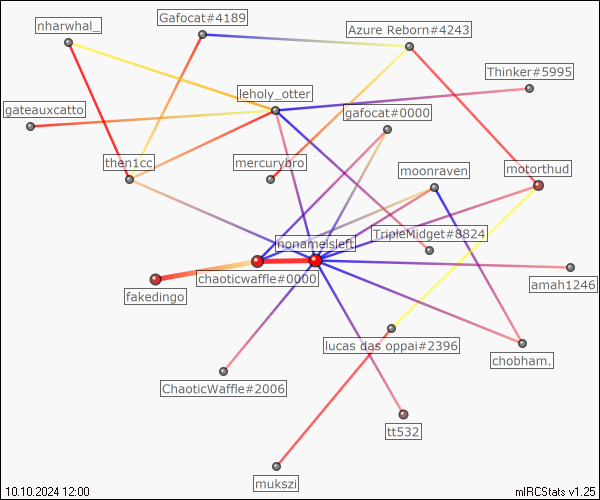 Gafocat#4189
nharwhal_
Azure Reborn#4243
Thinker#5995
leholy_otter
gateauxcatto
gafocat#0000
then1cc
mercurybro
moonraven
motorthud
TripleMidget#8824
nonameisleft
chaoticwaffle#0000
amah1246
fakedingo
lucas das oppai#2396
chobham.
ChaoticWaffle#2006
tt532
mukszi
10.10.2024 12:00
mIRCStats v1.25